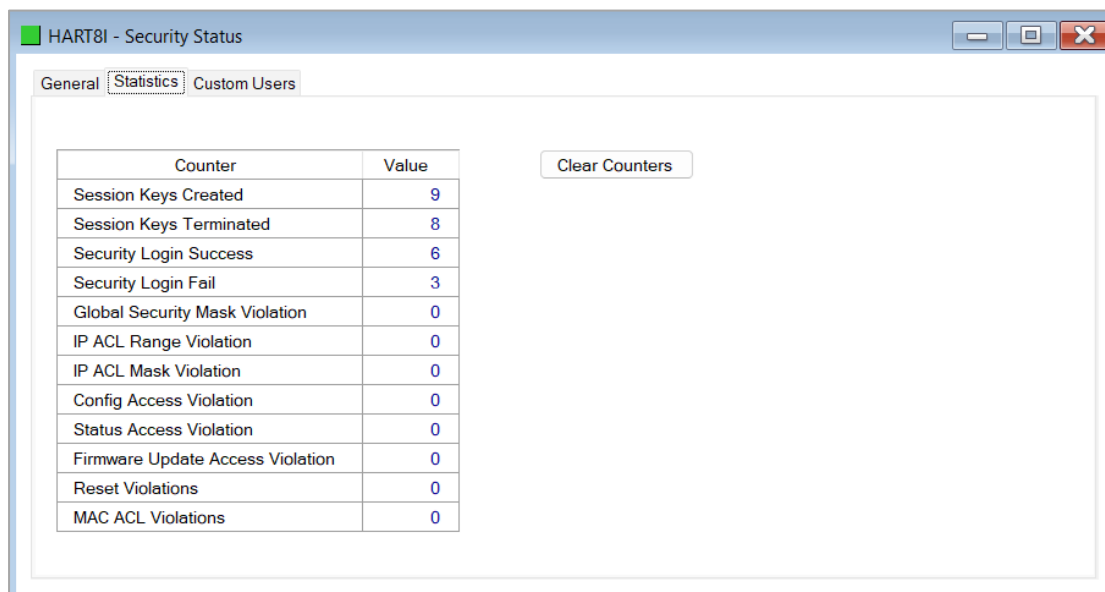 HART8I - Security Status
General Statistics Custom Users
Counter Value Clear Counters
Session Keys Created 9
Session Keys Terminated 8
Security Login Success 6
Security Login Fail 3
Global Security Mask Violation 0
IP ACL Range Violation 0
IP ACL Mask Violation 0
Config Access Violation 0
Status Access Violation 0
Firmware Update Access Violation 0
Reset Violations 0
MAC ACL Violations 0